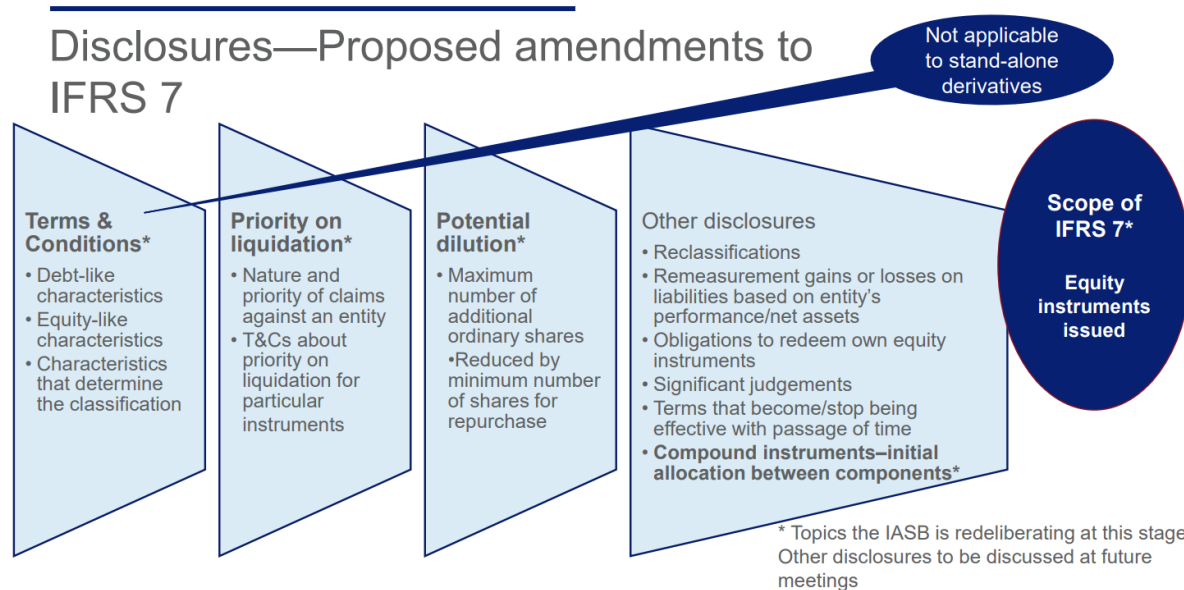 Disclosures—Proposed amendments to
IFRS 7
Not applicable
to stand-alone
derivatives
Terms &
Conditions*
• Debt-like
characteristics
• Equity-like
characteristics
• Characteristics
that determine
the classification
Priority on
liquidation*
• Nature and
priority of claims
against an entity
• T&Cs about
priority on
liquidation for
particular
instruments
Potential
dilution*
• Maximum
number of
additional
ordinary shares
•Reduced by
minimum number
of shares for
repurchase
Other disclosures
• Reclassifications
• Remeasurement gains or losses on
liabilities based on entity's
performance/net assets
• Obligations to redeem own equity
instruments
• Significant judgements
• Terms that become/stop being
effective with passage of time
• Compound instruments–initial
allocation between components*
Scope of
IFRS 7*
Equity
instruments
issued
* Topics the IASB is redeliberating at this stage
Other disclosures to be discussed at future
meetings